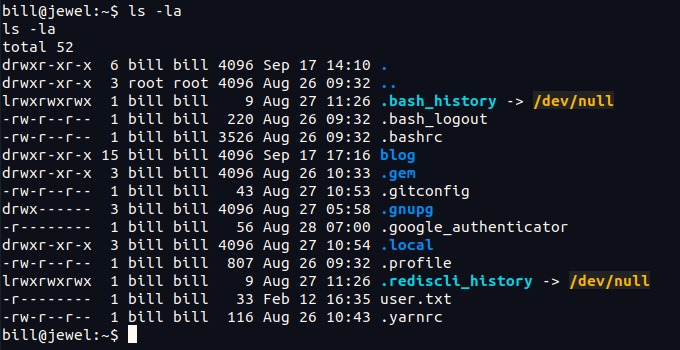 bill@jewel:~$ ls -la
ls -la
total 52
drwxr-xr-x  6 bill bill 4096 Sep 17 14:10 .
drwxr-xr-x  3 root root 4096 Aug 26 09:32 ..
lrwxrwxrwx  1 bill bill    9 Aug 27 11:26 .bash_history -> /dev/null
-rw-r--r--  1 bill bill  220 Aug 26 09:32 .bash_logout
-rw-r--r--  1 bill bill 3526 Aug 26 09:32 .bashrc
drwxr-xr-x 15 bill bill 4096 Sep 17 17:16 blog
drwxr-xr-x  3 bill bill 4096 Aug 26 10:33 .gem
-rw-r--r--  1 bill bill   43 Aug 27 10:53 .gitconfig
drwx------  3 bill bill 4096 Aug 27 05:58 .gnupg
-r--------  1 bill bill   56 Aug 28 07:00 .google_authenticator
drwxr-xr-x  3 bill bill 4096 Aug 27 10:54 .local
-rw-r--r--  1 bill bill  807 Aug 26 09:32 .profile
lrwxrwxrwx  1 bill bill    9 Aug 27 11:26 .rediscli_history -> /dev/null
-r--------  1 bill bill   33 Feb 12 16:35 user.txt
-rw-r--r--  1 bill bill  116 Aug 26 10:43 .yarnrc
bill@jewel:~$